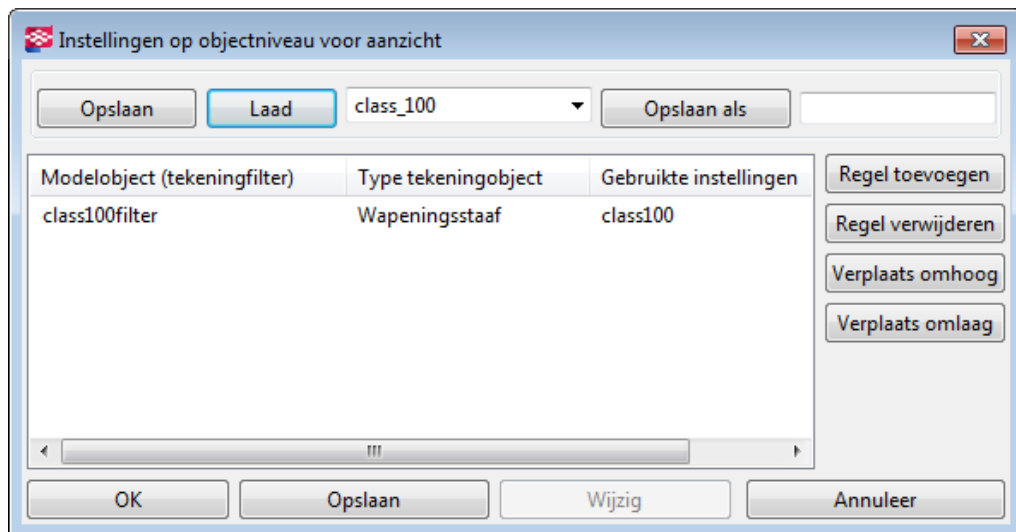 Instellingen op objectniveau voor aanzicht
Opslaan Laad class_100 Opslaan als
Modelobject (tekeningfilter) Type tekeningobject Gebruikte instellingen
class100filter Wapeningsstaaf class100
Regel toevoegen
Regel verwijderen
Verplaats omhoog
Verplaats omlaag
OK Opslaan Wijzig Annuleer